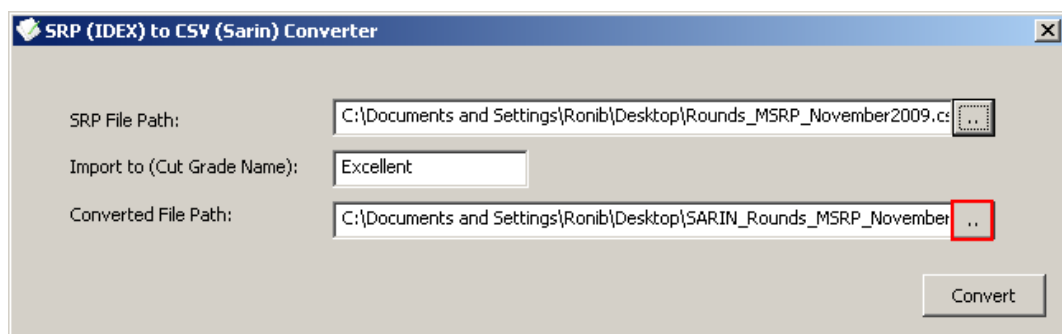 SRP (IDEX) to CSV (Sarin) Converter
SRP File Path: C:\Documents and Settings\Ronib\Desktop\Rounds_MSRP_November2009.cs ..
Import to (Cut Grade Name): Excellent
Converted File Path: C:\Documents and Settings\Ronib\Desktop\SARIN_Rounds_MSRP_November ..
Convert